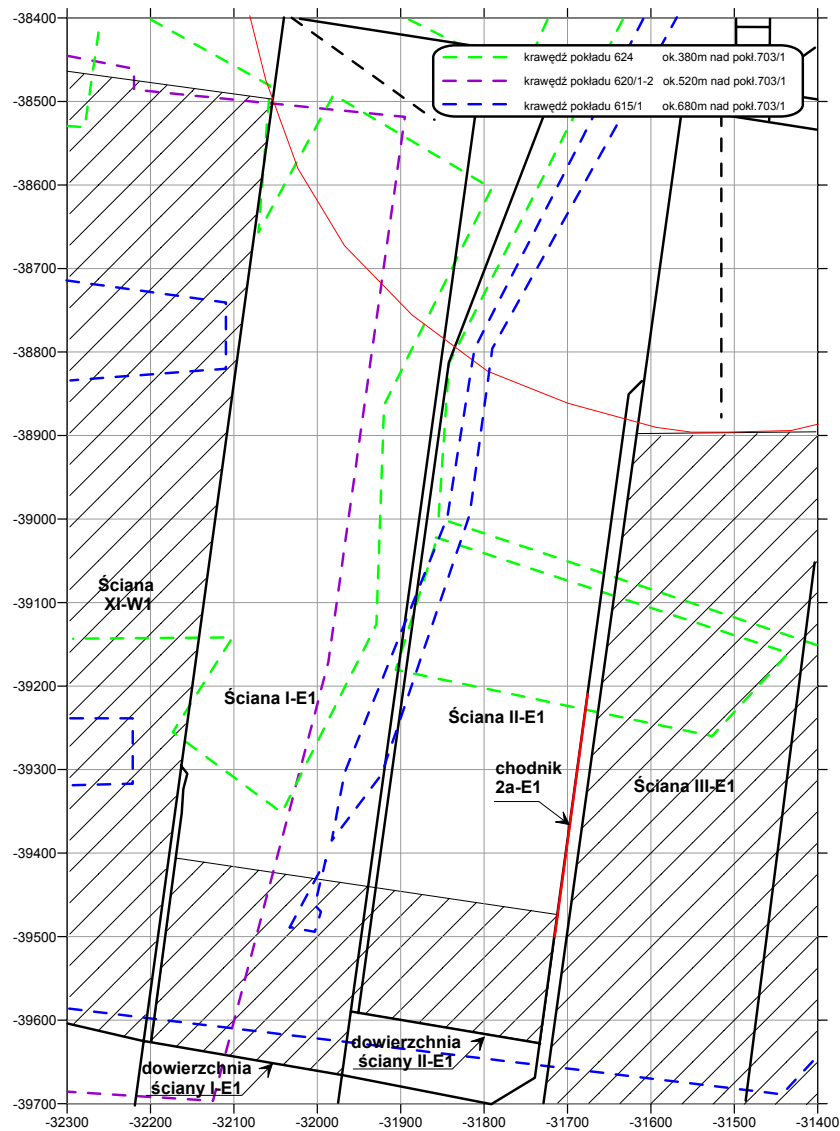 -38400
krawędź pokładu 624 ok.380m nad pokł.703/1
krawędź pokładu 620/1-2 ok.520m nad pokł.703/1
krawędź pokładu 615/1 ok.680m nad pokł.703/1
-38500
-38600
-38700
-38800
-38900
-39000
Ściana
XI-W1
-39100
-39200
Ściana I-E1
Ściana II-E1
-39300
chodnik
2a-E1
Ściana III-E1
-39400
-39500
-39600
dowierzchnia
ściany II-E1
dowierzchnia
ściany I-E1
-39700
-32300 -32200 -32100 -32000 -31900 -31800 -31700 -31600 -31500 -31400